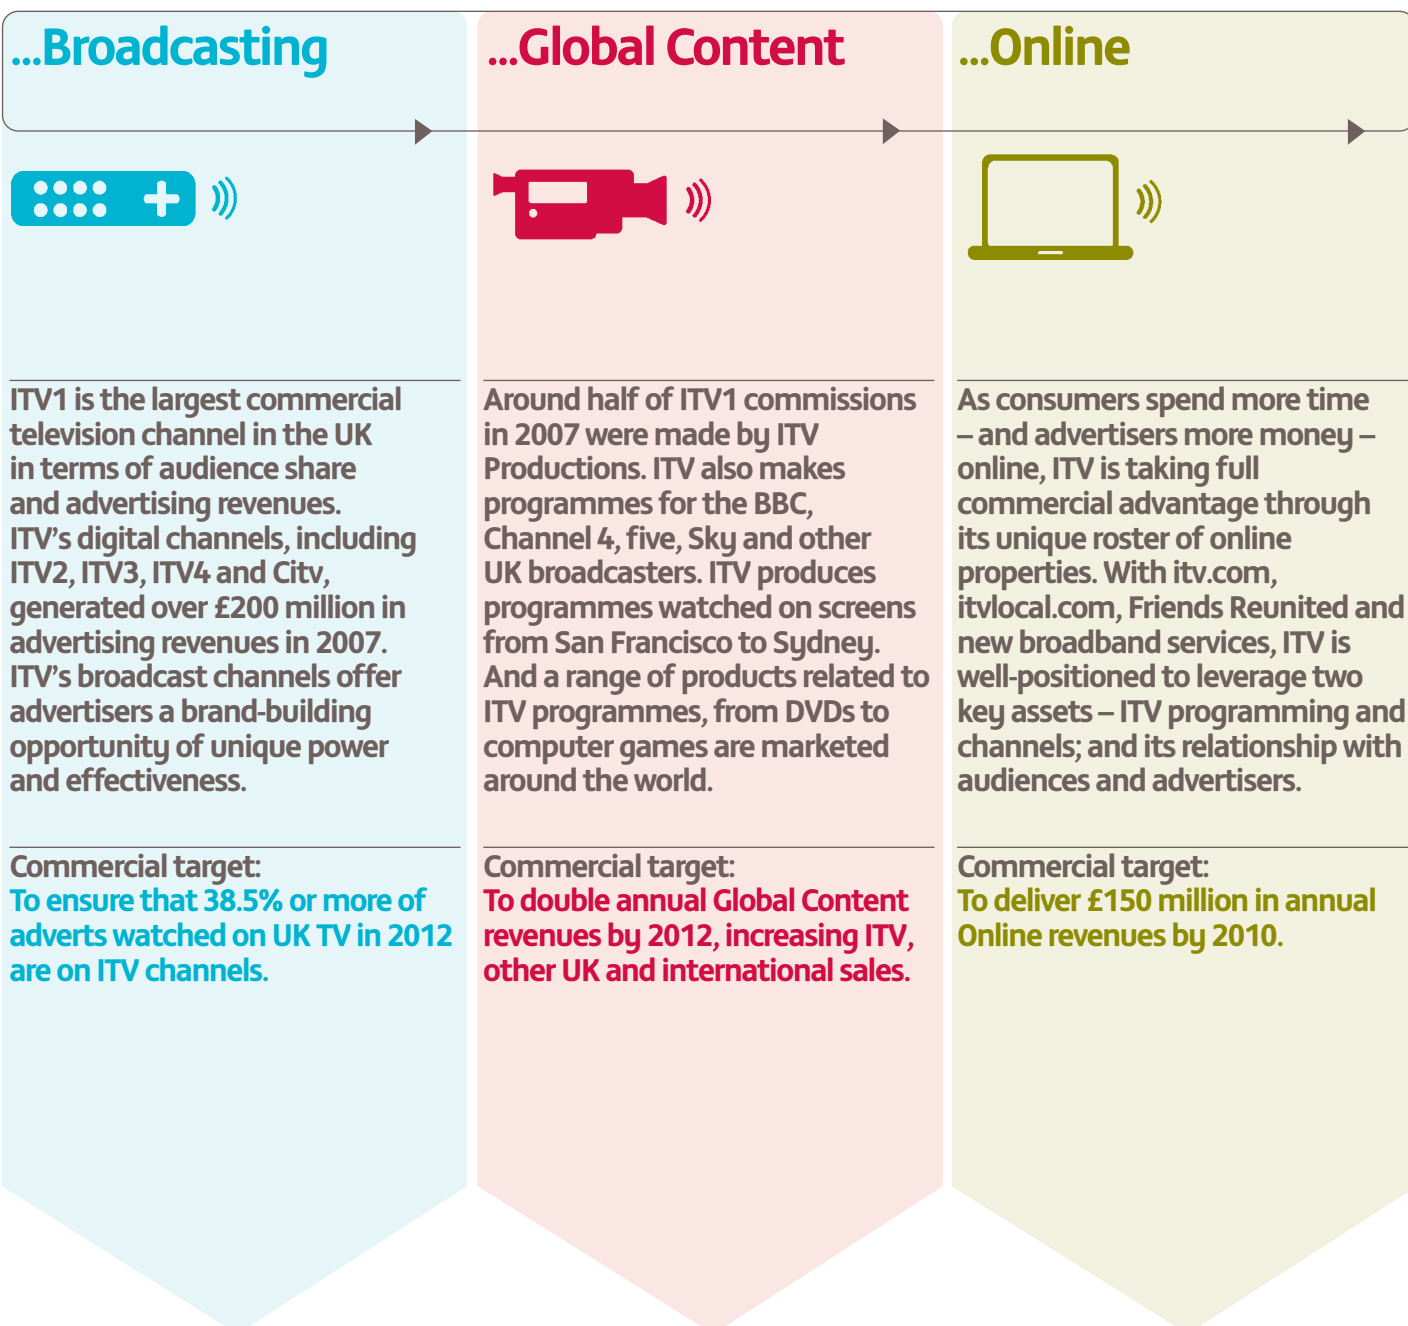 ...Broadcasting
ITV1 is the largest commercial
television channel in the UK
in terms of audience share
and advertising revenues.
ITV’s digital channels, including
ITV2, ITV3, ITV4 and Citv,
generated over £200 million in
advertising revenues in 2007.
ITV’s broadcast channels offer
advertisers a brand-building
opportunity of unique power
and effectiveness.
Commercial target:
To ensure that 38.5% or more of
adverts watched on UK TV in 2012
are on ITV channels.
...Global Content
Around half of ITV1 commissions
in 2007 were made by ITV
Productions. ITV also makes
programmes for the BBC,
Channel 4, five, Sky and other
UK broadcasters. ITV produces
programmes watched on screens
from San Francisco to Sydney.
And a range of products related to
ITV programmes, from DVDs to
computer games are marketed
around the world.
Commercial target:
To double annual Global Content
revenues by 2012, increasing ITV,
other UK and international sales.
...Online
As consumers spend more time
– and advertisers more money –
online, ITV is taking full
commercial advantage through
its unique roster of online
properties. With itv.com,
itvlocal.com, Friends Reunited and
new broadband services, ITV is
well-positioned to leverage two
key assets – ITV programming and
channels; and its relationship with
audiences and advertisers.
Commercial target:
To deliver £150 million in annual
Online revenues by 2010.